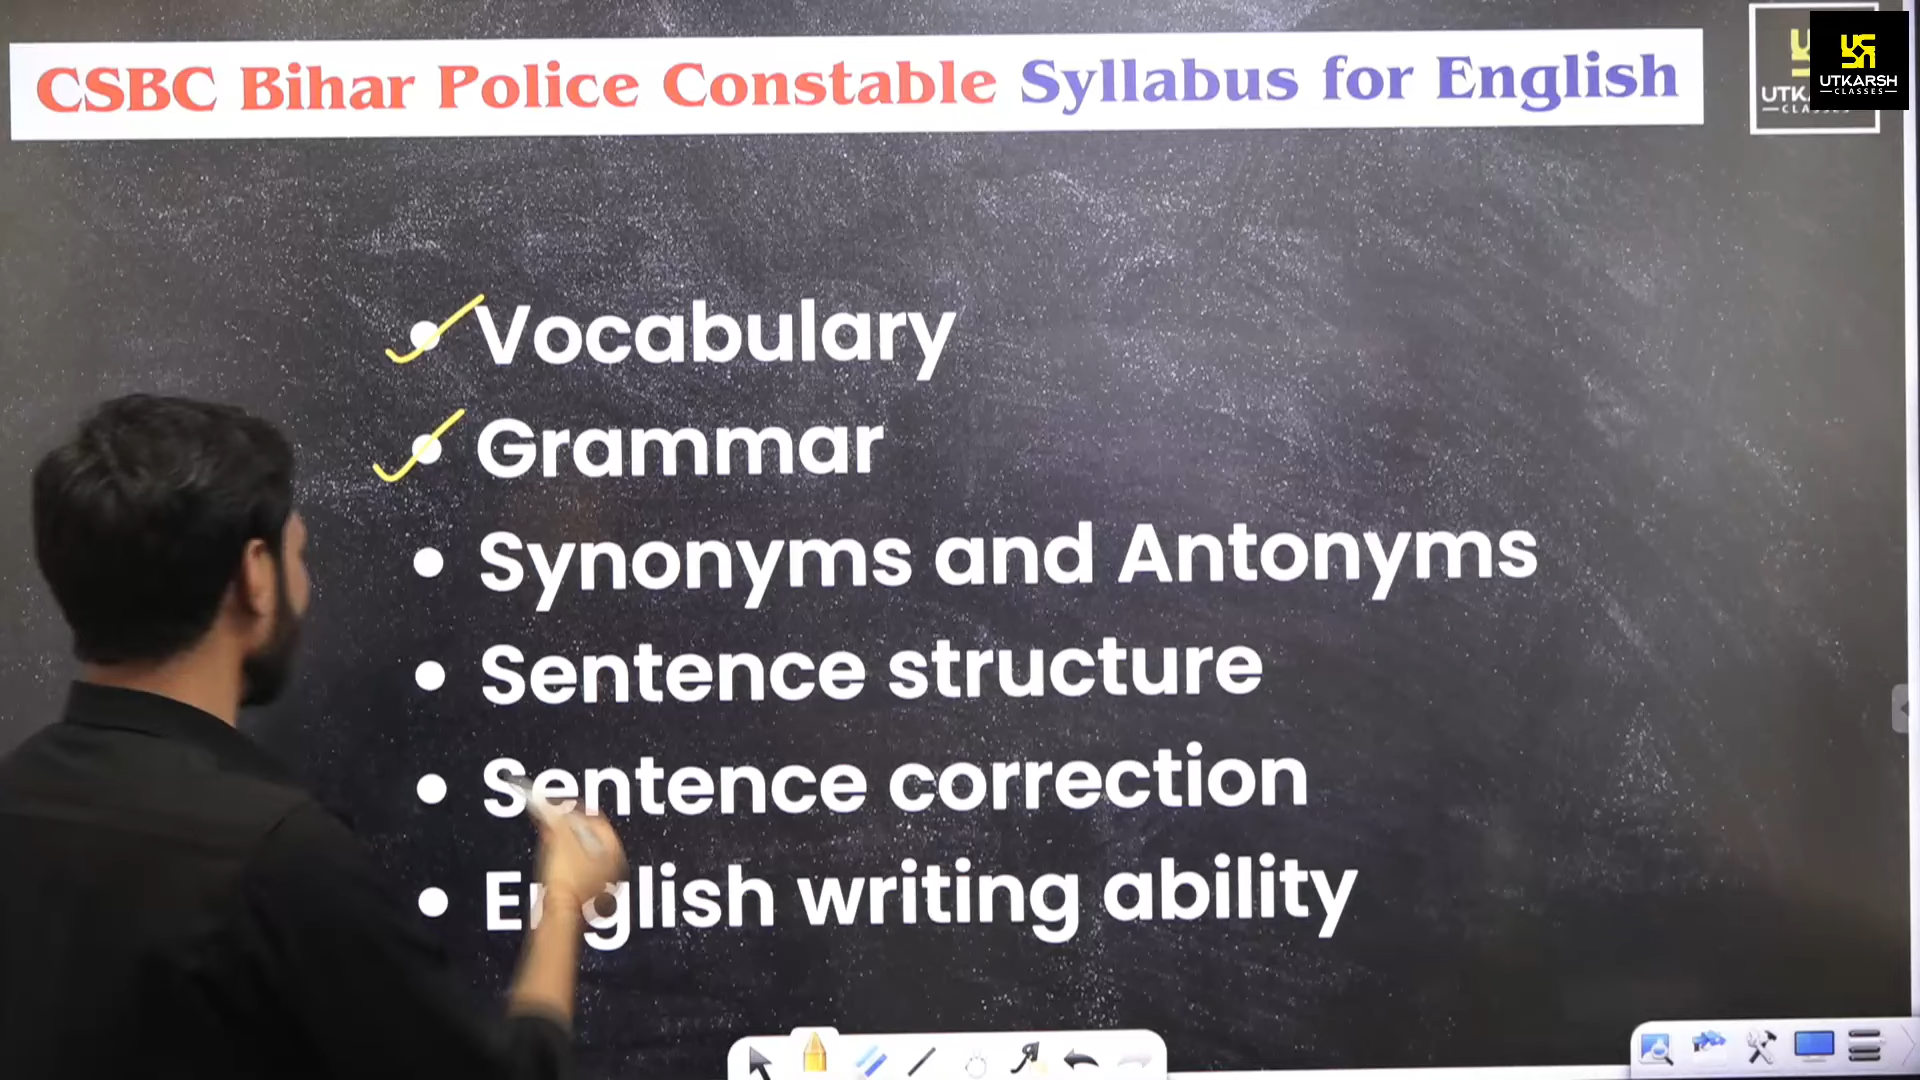 CSBC Bihar Police Constable Syllabus for English
UTKARSH
CLASSES
• Vocabulary
• Grammar
• Synonyms and Antonyms
• Sentence structure
• Sentence correction
• English writing ability